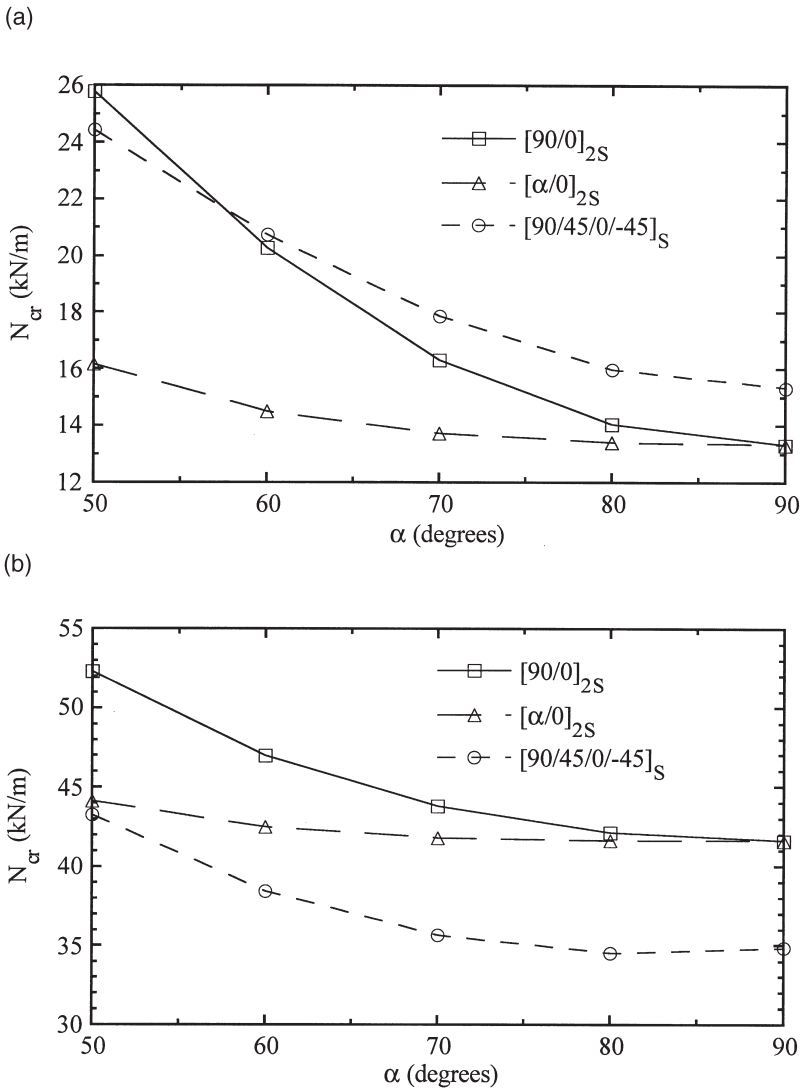 (a)
26
24
22
20
18
16
14
12
N_cr (kN/m)
[90/0]_2S
[α/0]_2S
[90/45/0/-45]_S
50 60 70 80 90
α (degrees)
(b)
55
50
45
40
35
30
N_cr (kN/m)
[90/0]_2S
[α/0]_2S
[90/45/0/-45]_S
50 60 70 80 90
α (degrees)